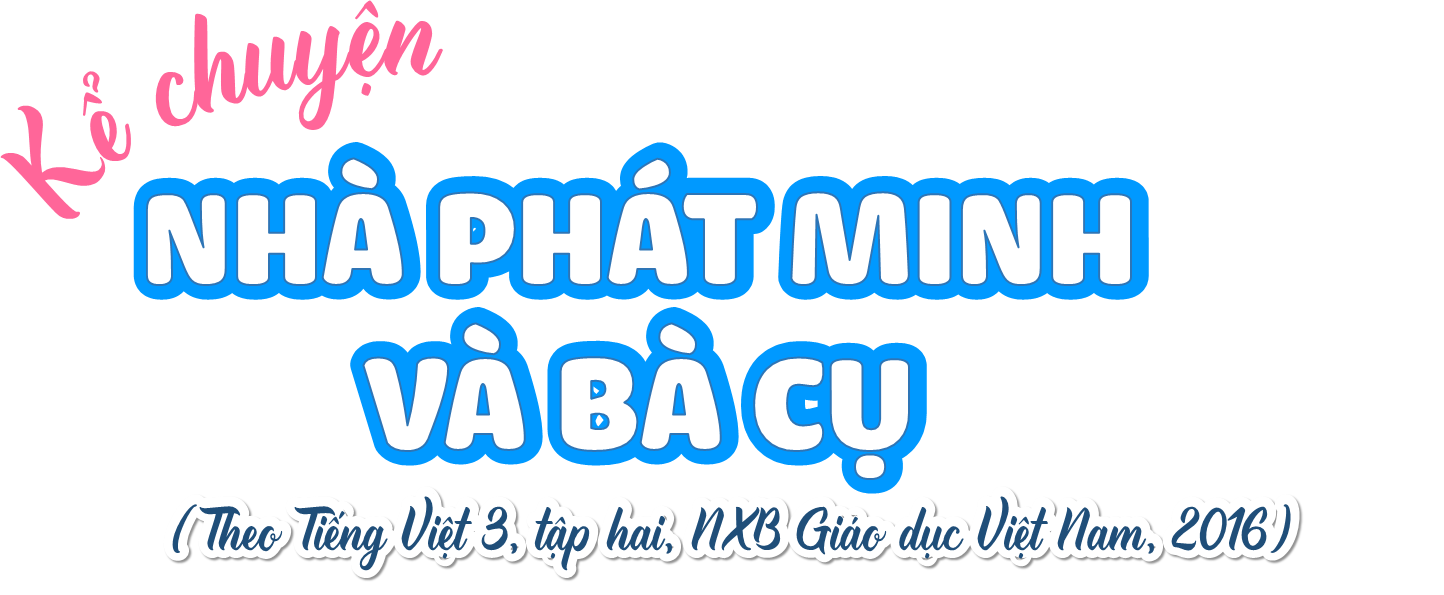 Kể chuyện
NHÀ PHÁT MINH
VÀ BÀ CỤ
(Theo Tiếng Việt 3, tập hai, NXB Giáo dục Việt Nam, 2016)